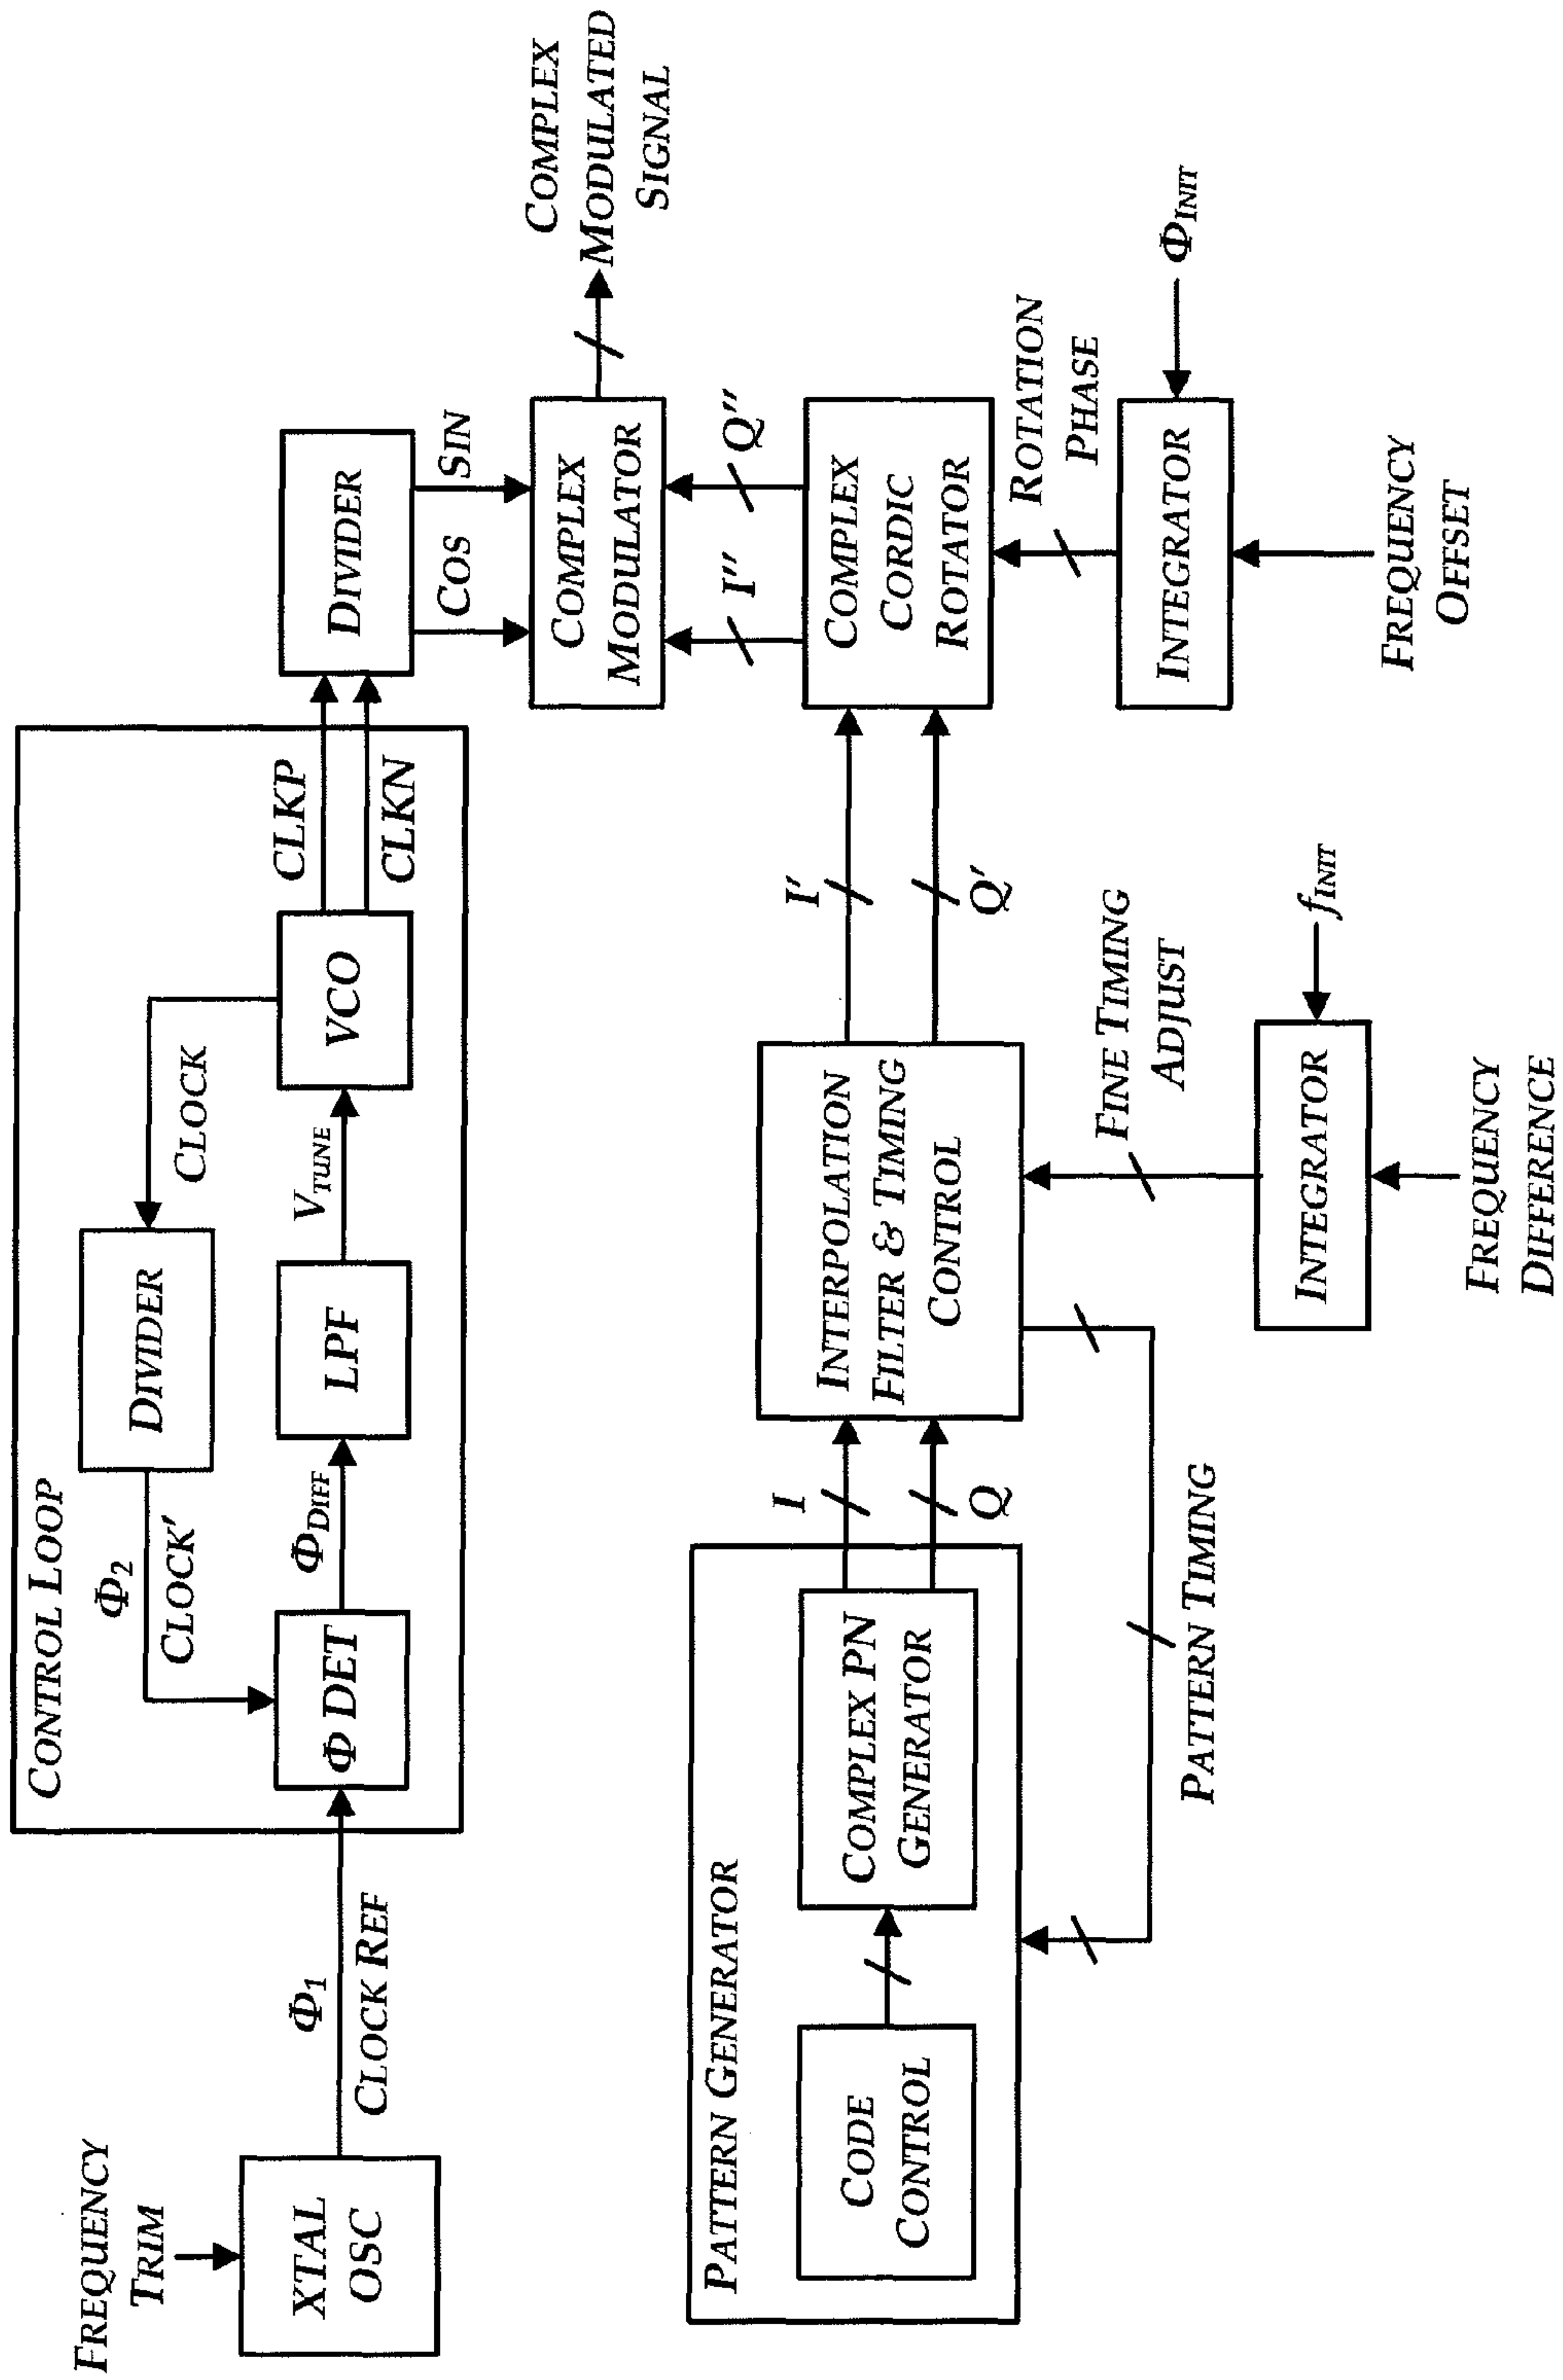 FREQUENCY
TRIM
XTAL
OSC
Φ1
CLOCK REF
CONTROL LOOP
Φ DET
Φ2
CLOCK'
ΦDIFF
DIVIDER
LPF
CLOCK
VTUNE
VCO
CLKP
CLKN
DIVIDER
COS
SIN
COMPLEX
MODULATOR
COMPLEX
MODULATED
SIGNAL
PATTERN GENERATOR
CODE
CONTROL
COMPLEX PN
GENERATOR
I
Q
PATTERN TIMING
INTERPOLATION
FILTER & TIMING
CONTROL
I'
Q'
FINE TIMING
ADJUST
INTEGRATOR
fINIT
FREQUENCY
DIFFERENCE
I''
Q''
COMPLEX
CORDIC
ROTATOR
ROTATION
PHASE
INTEGRATOR
ΦINIT
FREQUENCY
OFFSET